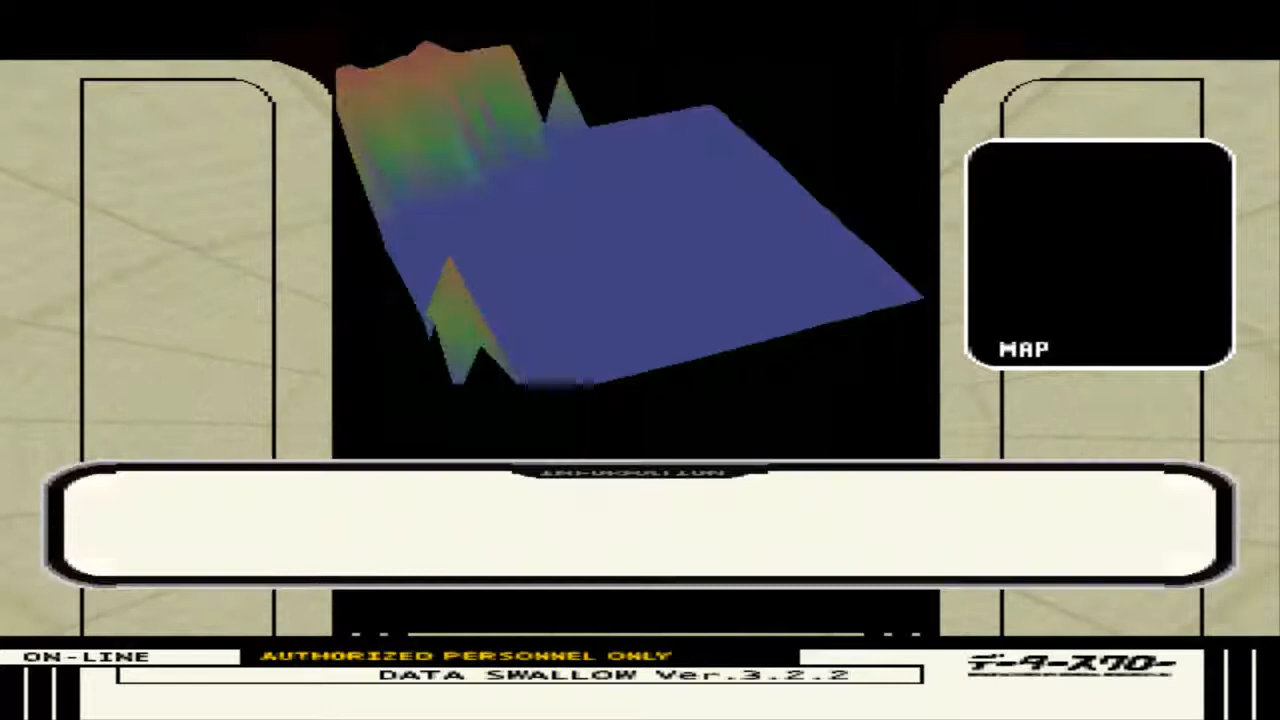 MAP
INFORMATION
ON-LINE
AUTHORIZED PERSONNEL ONLY
データースワロー
DATA SWALLOW Ver.3.2.2